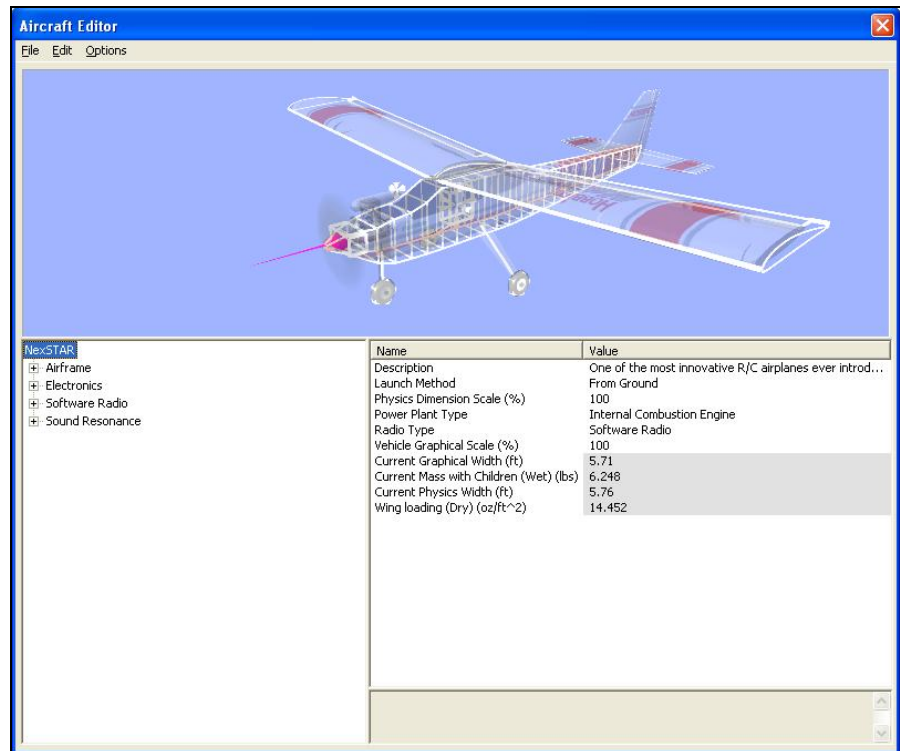 Aircraft Editor
File Edit Options
NexSTAR
Airframe
Electronics
Software Radio
Sound Resonance
Name Value
Description One of the most innovative R/C airplanes ever introd...
Launch Method From Ground
Physics Dimension Scale (%) 100
Power Plant Type Internal Combustion Engine
Radio Type Software Radio
Vehicle Graphical Scale (%) 100
Current Graphical Width (ft) 5.71
Current Mass with Children (Wet) (lbs) 6.248
Current Physics Width (ft) 5.76
Wing loading (Dry) (oz/ft^2) 14.452